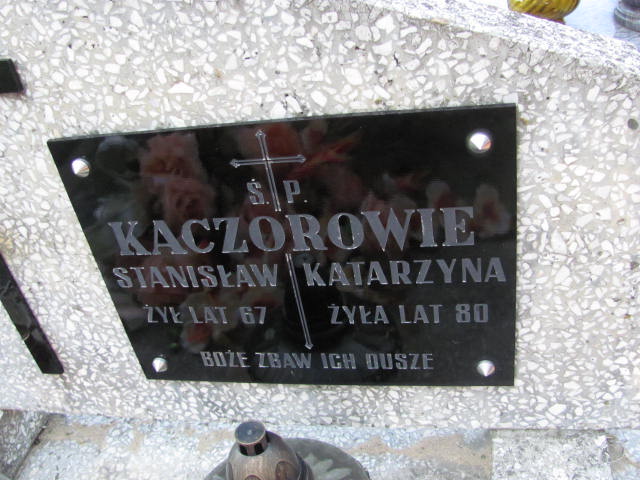 Ś. P.
KACZOROWIE
STANISŁAW KATARZYNA
ŻYŁ LAT 67 ŻYŁA LAT 80
BOŻE ZBAW ICH DUSZE